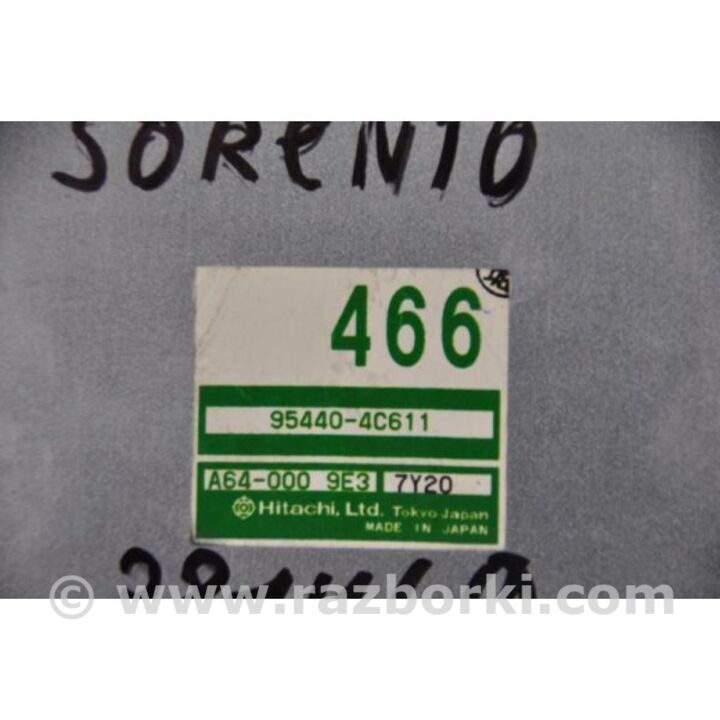 SORENTO
466
95440-4C611
A64-000 9E3 7Y20
Hitachi, Ltd. Tokyo Japan
MADE IN JAPAN
© www.razborki.com